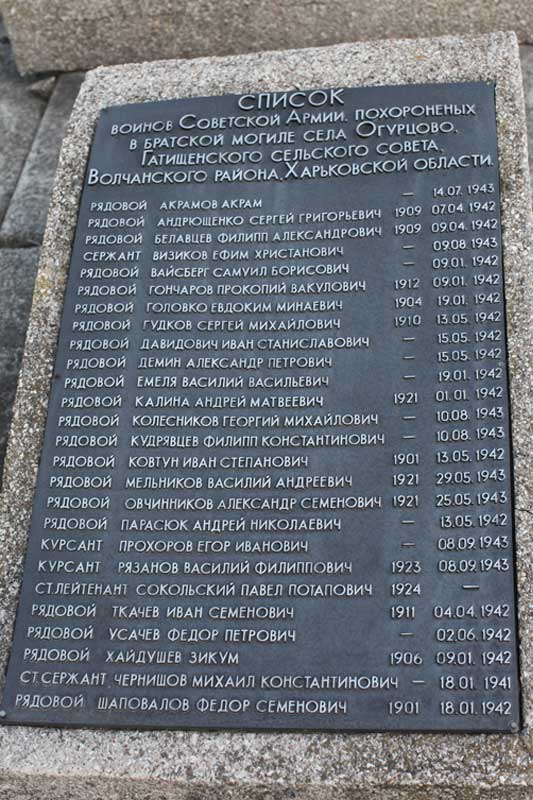 СПИСОК
ВОИНОВ СОВЕТСКОЙ АРМИИ, ПОХОРОНЕНЫХ
В БРАТСКОЙ МОГИЛЕ СЕЛА ОГУРЦОВО,
ГАТИЩЕНСКОГО СЕЛЬСКОГО СОВЕТА,
ВОЛЧАНСКОГО РАЙОНА, ХАРЬКОВСКОЙ ОБЛАСТИ.
РЯДОВОЙ АКРАМОВ АКРАМ — 14.07.1943
РЯДОВОЙ АНДРЮЩЕНКО СЕРГЕЙ ГРИГОРЬЕВИЧ 1909 07.04.1942
РЯДОВОЙ БЕЛАВЦЕВ ФИЛИПП АЛЕКСАНДРОВИЧ 1909 09.04.1942
СЕРЖАНТ ВИЗИКОВ ЕФИМ ХРИСТАНОВИЧ — 09.08.1943
РЯДОВОЙ ВАЙСБЕРГ САМУИЛ БОРИСОВИЧ — 09.01.1942
РЯДОВОЙ ГОНЧАРОВ ПРОКОПИЙ ВАКУЛОВИЧ 1912 09.01.1942
РЯДОВОЙ ГОЛОВКО ЕВДОКИМ МИНАЕВИЧ 1904 19.01.1942
РЯДОВОЙ ГУДКОВ СЕРГЕЙ МИХАЙЛОВИЧ 1910 13.05.1942
РЯДОВОЙ ДАВИДОВИЧ ИВАН СТАНИСЛАВОВИЧ — 15.05.1942
РЯДОВОЙ ДЕМИН АЛЕКСАНДР ПЕТРОВИЧ — 15.05.1942
РЯДОВОЙ ЕМЕЛЯ ВАСИЛИЙ ВАСИЛЬЕВИЧ — 19.01.1942
РЯДОВОЙ КАЛИНА АНДРЕЙ МАТВЕЕВИЧ 1921 01.01.1942
РЯДОВОЙ КОЛЕСНИКОВ ГЕОРГИЙ МИХАЙЛОВИЧ — 10.08.1943
РЯДОВОЙ КУДРЯВЦЕВ ФИЛИПП КОНСТАНТИНОВИЧ — 10.08.1943
РЯДОВОЙ КОВТУН ИВАН СТЕПАНОВИЧ 1901 13.05.1942
РЯДОВОЙ МЕЛЬНИКОВ ВАСИЛИЙ АНДРЕЕВИЧ 1921 29.05.1943
РЯДОВОЙ ОВЧИННИКОВ АЛЕКСАНДР СЕМЕНОВИЧ 1921 25.05.1943
РЯДОВОЙ ПАРАСЮК АНДРЕЙ НИКОЛАЕВИЧ — 13.05.1942
КУРСАНТ ПРОХОРОВ ЕГОР ИВАНОВИЧ — 08.09.1943
КУРСАНТ РЯЗАНОВ ВАСИЛИЙ ФИЛИППОВИЧ 1923 08.09.1943
СТ.ЛЕЙТЕНАНТ СОКОЛЬСКИЙ ПАВЕЛ ПОТАПОВИЧ 1924 —
РЯДОВОЙ ТКАЧЕВ ИВАН СЕМЕНОВИЧ 1911 04.04.1942
РЯДОВОЙ УСАЧЕВ ФЕДОР ПЕТРОВИЧ — 02.06.1942
РЯДОВОЙ ХАЙДУШЕВ ЗИКУМ 1906 09.01.1942
СТ.СЕРЖАНТ ЧЕРНИШОВ МИХАИЛ КОНСТАНТИНОВИЧ — 18.01.1941
РЯДОВОЙ ШАПОВАЛОВ ФЕДОР СЕМЕНОВИЧ 1901 18.01.1942